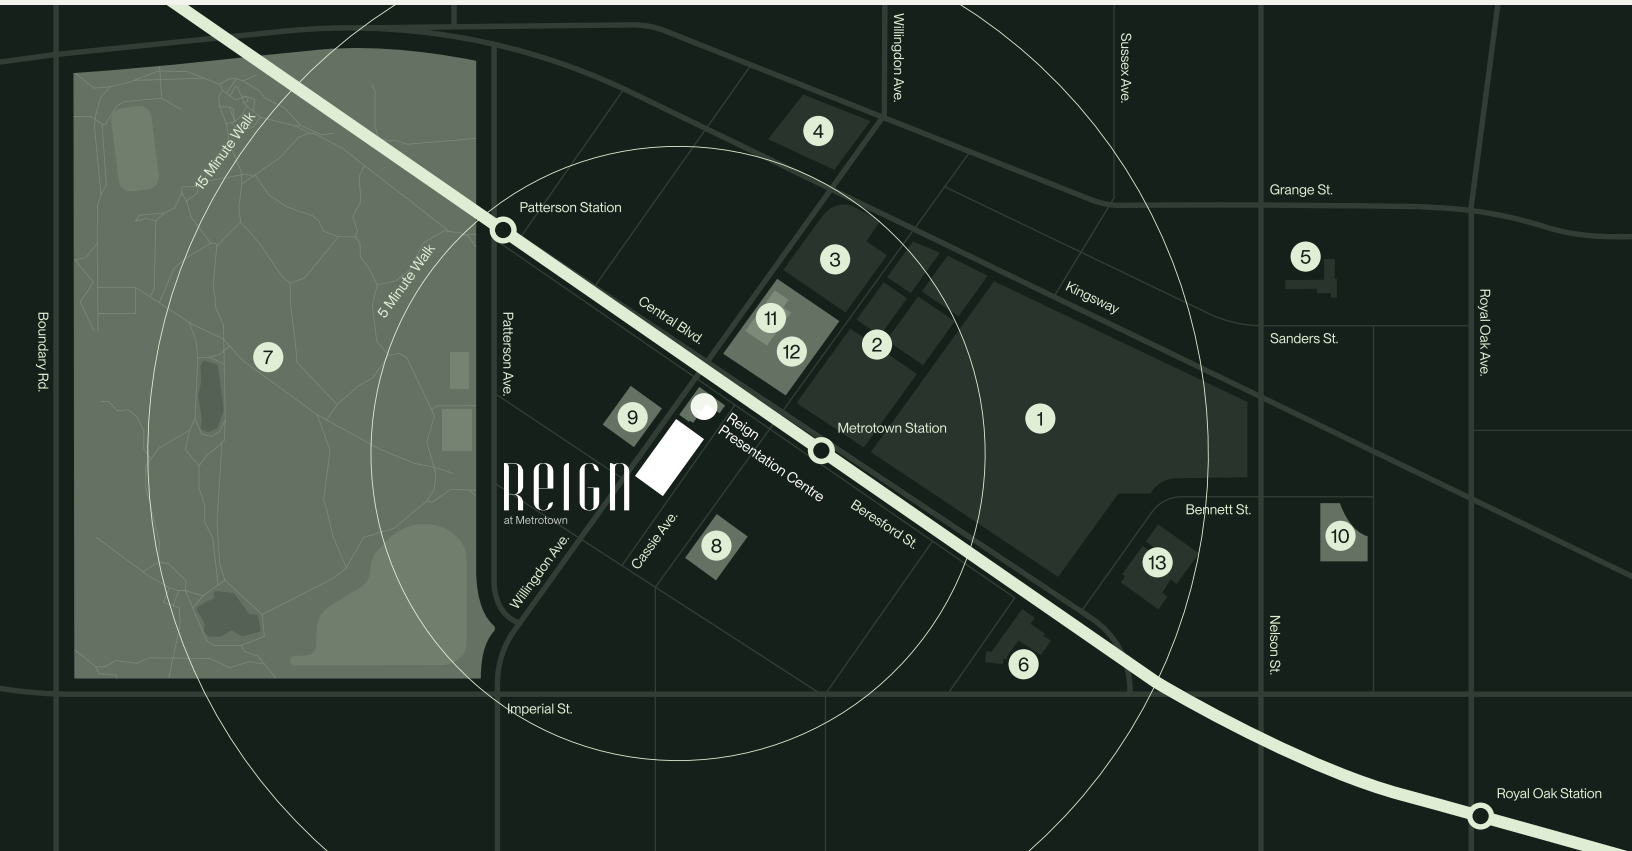 Willingdon Ave.
Sussex Ave.
15 Minute Walk
4
Grange St.
Patterson Station
5 Minute Walk
3
5
Kingsway
Boundary Rd.
Patterson Ave.
Central Blvd.
11
12
2
Royal Oak Ave.
Sanders St.
7
9
Reign
Presentation Centre
Metrotown Station
1
REIGN
at Metrotown
Beresford St.
Bennett St.
Willingdon Ave.
Cassie Ave.
8
10
13
6
Nelson St.
Imperial St.
Royal Oak Station